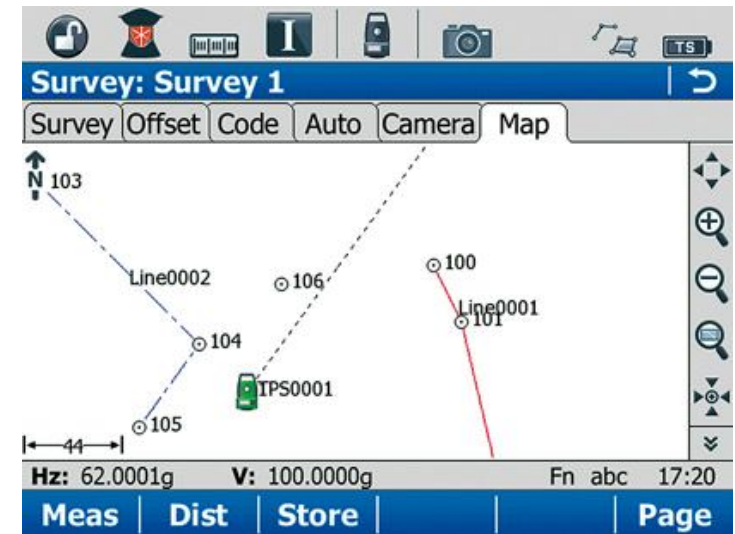 I
TS
Survey: Survey 1
Survey Offset Code Auto Camera Map
N 103
100
106
Line0002
Line0001
101
104
TPS0001
105
44
Hz: 62.0001g V: 100.0000g Fn abc 17:20
Meas Dist Store Page